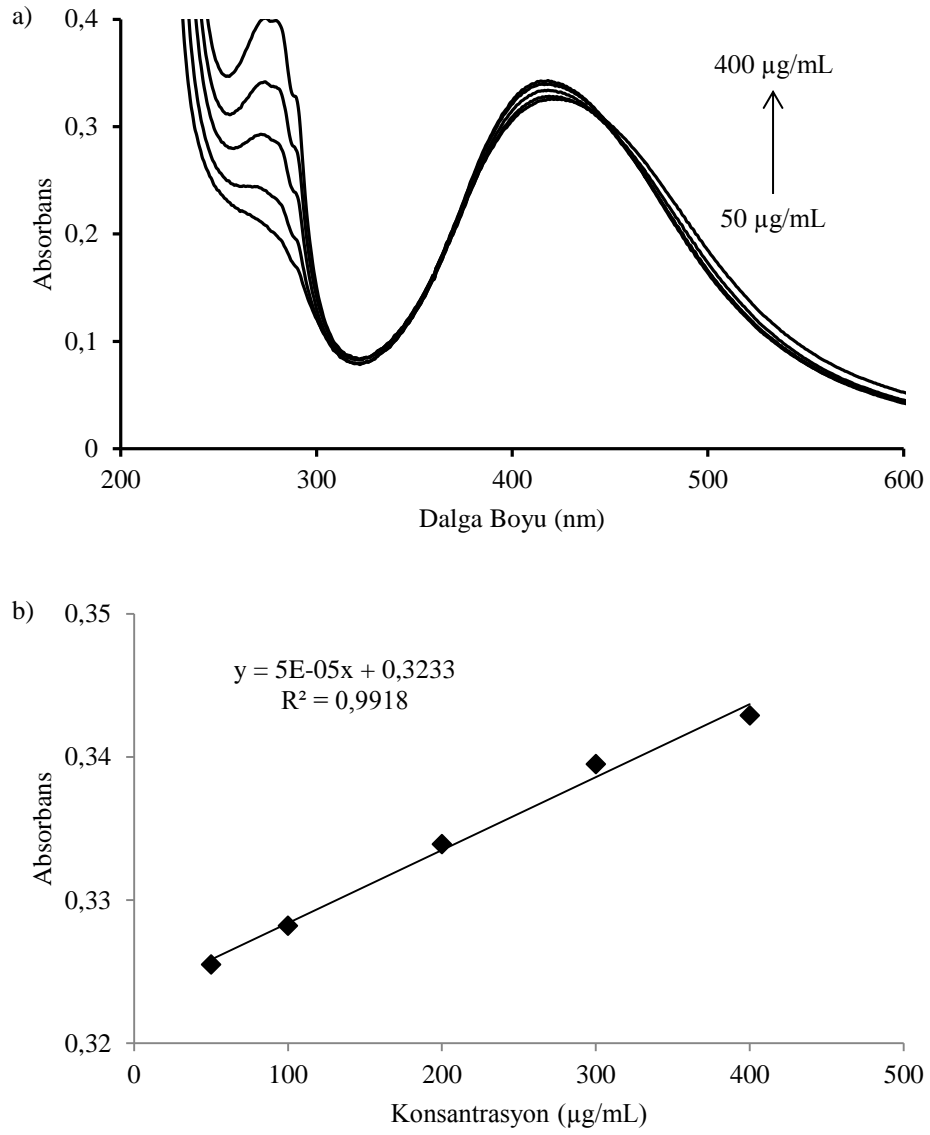 a)
0,4
0,3
0,2
0,1
0
Absorbans
400 µg/mL
50 µg/mL
200 300 400 500 600
Dalga Boyu (nm)
b)
0,35
0,34
0,33
0,32
Absorbans
y = 5E-05x + 0,3233
R² = 0,9918
0 100 200 300 400 500
Konsantrasyon (µg/mL)